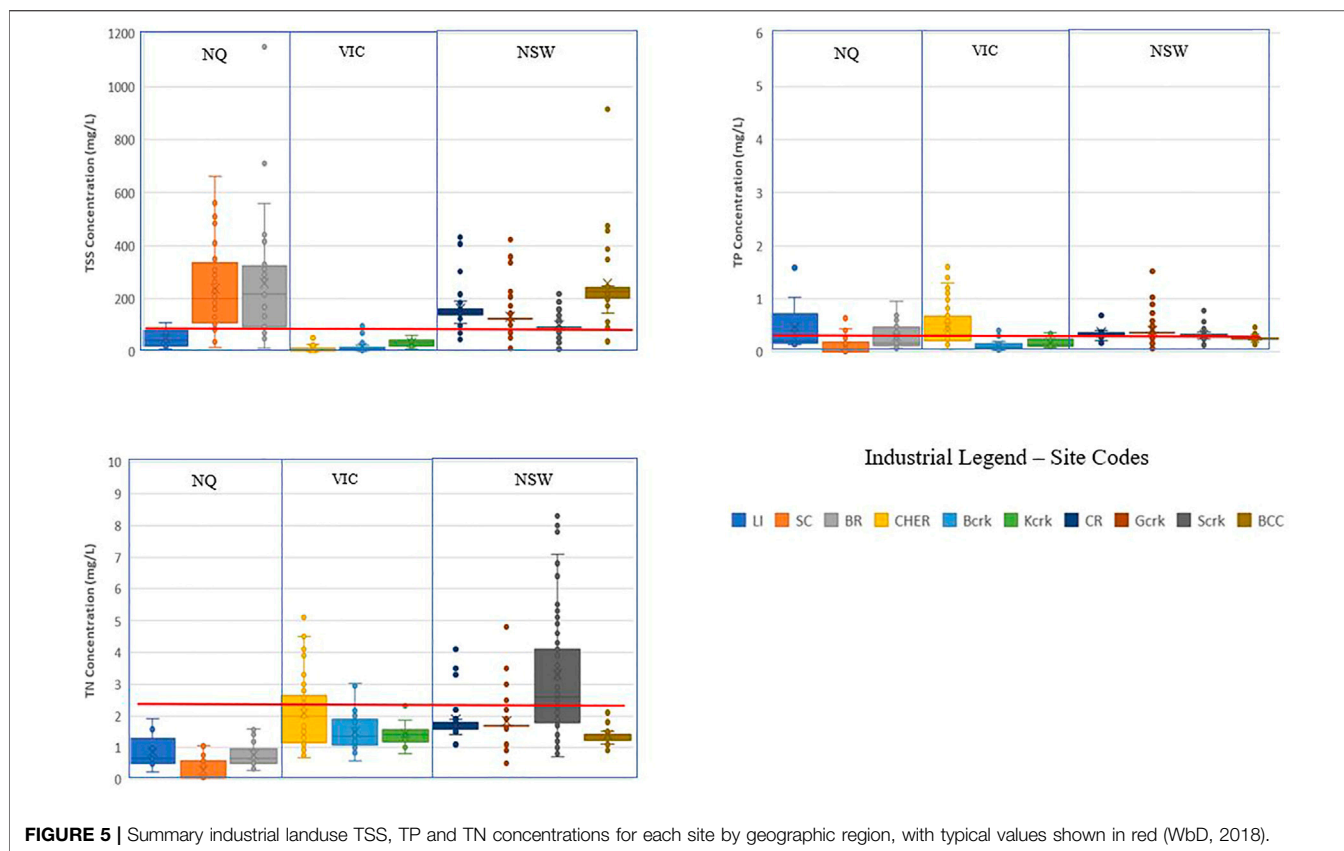 1200
1000
800
600
400
200
0
TSS Concentration (mg/L)
NQ
VIC
NSW
6
5
4
3
2
1
0
TP Concentration (mg/L)
NQ
VIC
NSW
10
9
8
7
6
5
4
3
2
1
0
TN Concentration (mg/L)
NQ
VIC
NSW
Industrial Legend – Site Codes
LI SC BR CHER Bcrk Kcrk CR Gcrk Scrk BCC
FIGURE 5 | Summary industrial landuse TSS, TP and TN concentrations for each site by geographic region, with typical values shown in red (WbD, 2018).